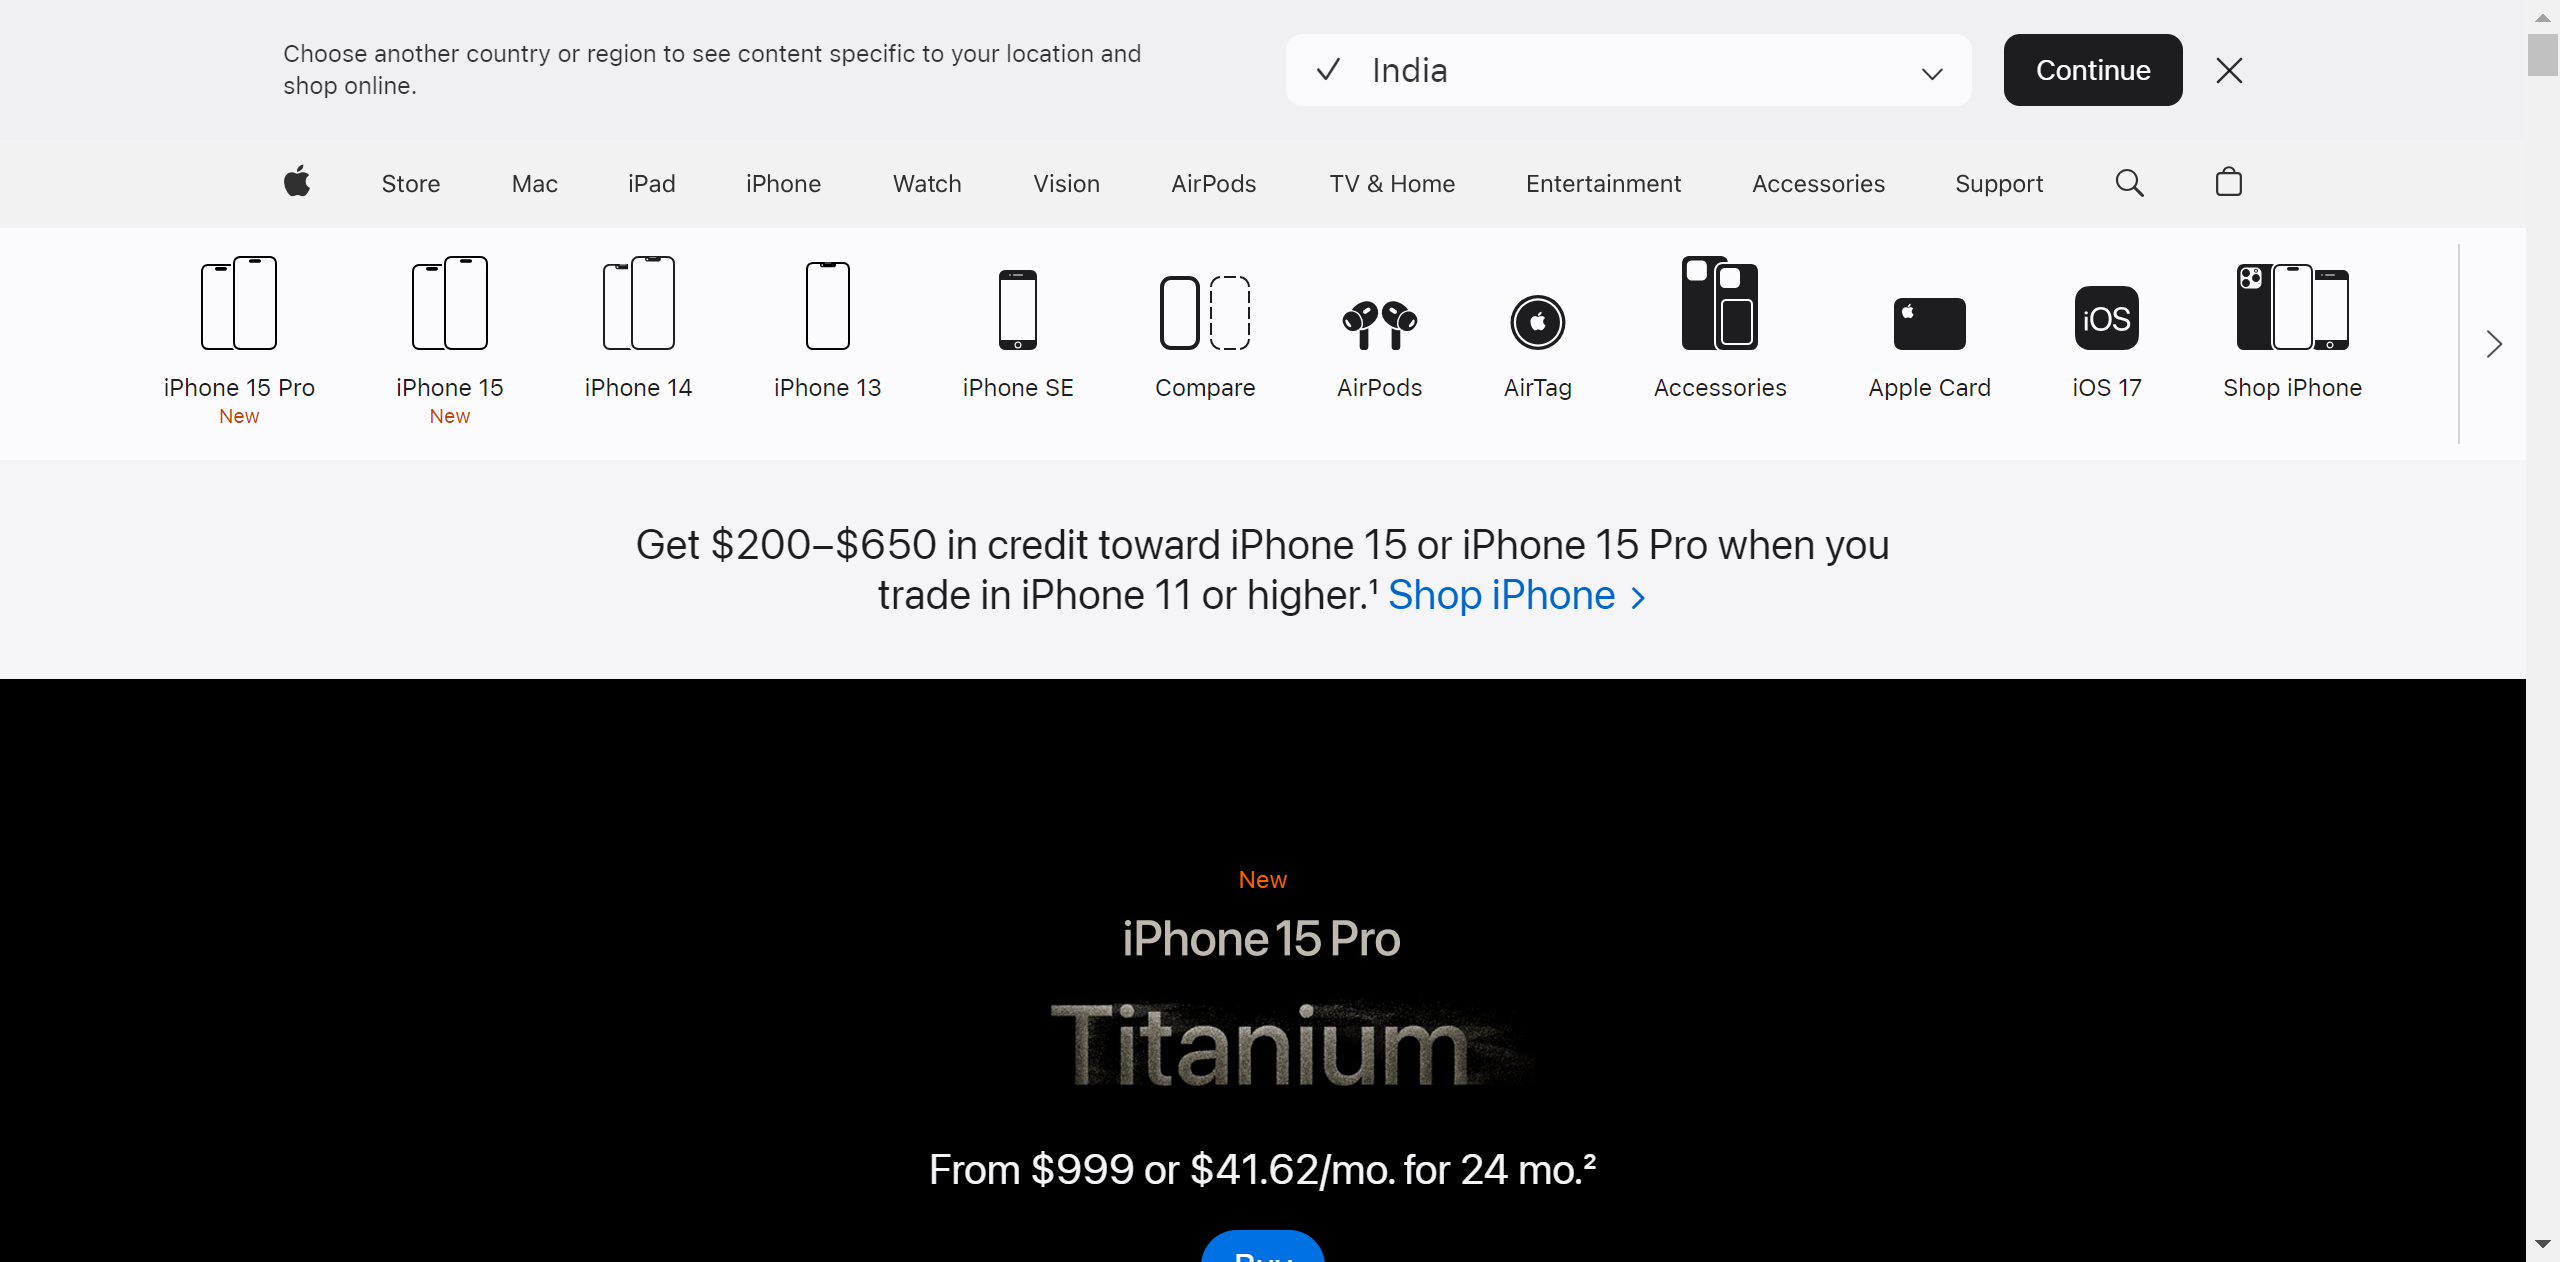 Choose another country or region to see content specific to your location and
shop online.
India
Continue
Store Mac iPad iPhone Watch Vision AirPods TV & Home Entertainment Accessories Support
iOS
iPhone 15 Pro iPhone 15 iPhone 14 iPhone 13 iPhone SE Compare AirPods AirTag Accessories Apple Card iOS 17 Shop iPhone
New New
Get $200–$650 in credit toward iPhone 15 or iPhone 15 Pro when you
trade in iPhone 11 or higher.¹ Shop iPhone >
New
iPhone 15 Pro
Titanium
From $999 or $41.62/mo. for 24 mo.²
Buy